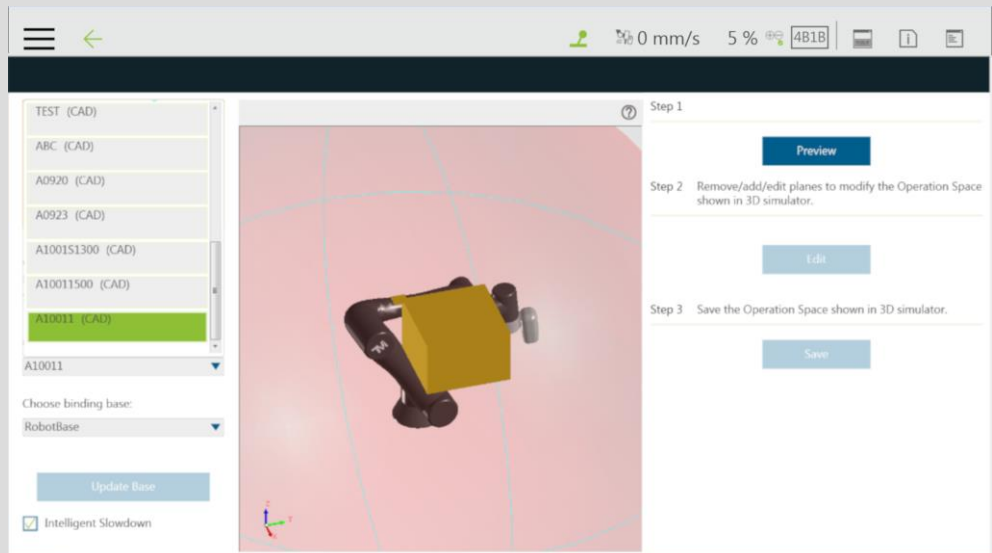 0 mm/s 5 % 4B1B
TEST (CAD)
ABC (CAD)
A0920 (CAD)
A0923 (CAD)
A1001S1300 (CAD)
A10011500 (CAD)
A10011 (CAD)
A10011
Choose binding base:
RobotBase
Update Base
Intelligent Slowdown
TM
Z
Y
X
Step 1
Preview
Step 2 Remove/add/edit planes to modify the Operation Space
shown in 3D simulator.
Edit
Step 3 Save the Operation Space shown in 3D simulator.
Save